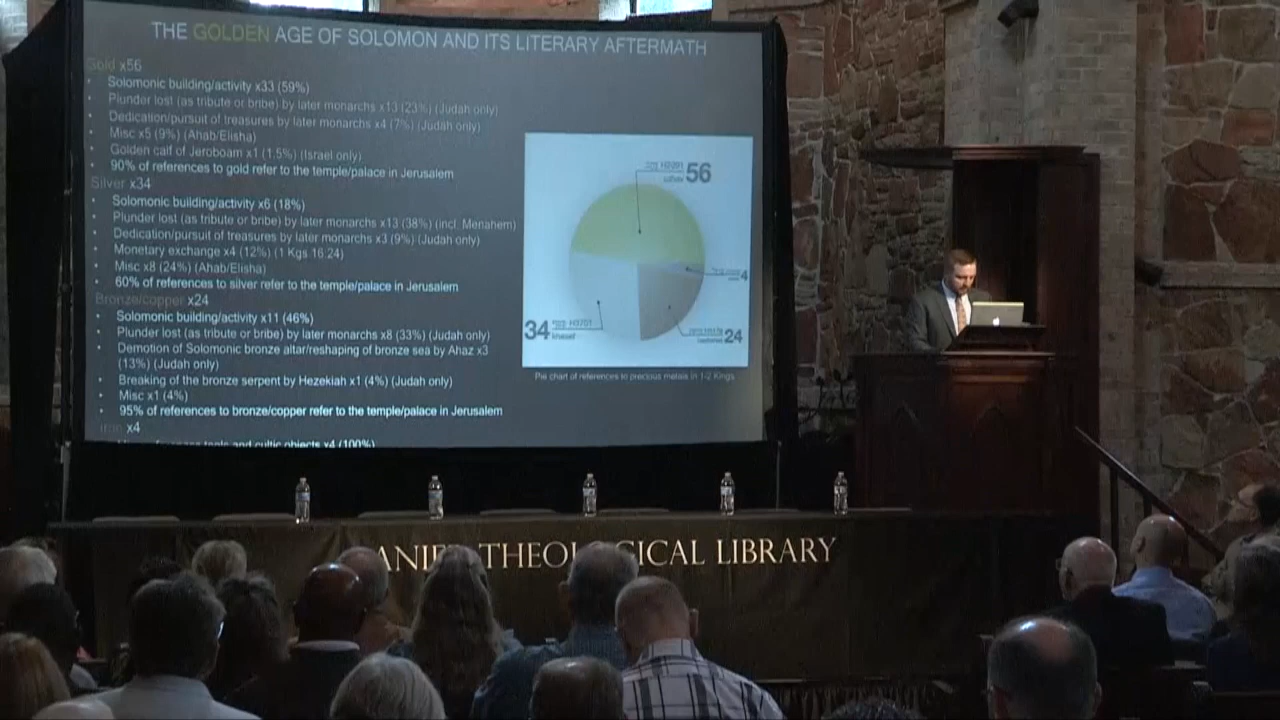 THE GOLDEN AGE OF SOLOMON AND ITS LITERARY AFTERMATH
Gold x56
• Solomonic building/activity x33 (59%)
• Plunder lost (as tribute or bribe) by later monarchs x13 (23%) (Judah only)
• Dedication/pursuit of treasures by later monarchs x4 (7%) (Judah only)
• Misc x5 (9%) (Ahab/Elisha)
• Golden calf of Jeroboam x1 (1.5%) (Israel only)
• 90% of references to gold refer to the temple/palace in Jerusalem
Silver x34
• Solomonic building/activity x6 (18%)
• Plunder lost (as tribute or bribe) by later monarchs x13 (38%) (incl. Menahem)
• Dedication/pursuit of treasures by later monarchs x3 (9%) (Judah only)
• Monetary exchange x4 (12%) (1 Kgs 16:24)
• Misc x8 (24%) (Ahab/Elisha)
• 60% of references to silver refer to the temple/palace in Jerusalem
Bronze/copper x24
• Solomonic building/activity x11 (46%)
• Plunder lost (as tribute or bribe) by later monarchs x8 (33%) (Judah only)
• Demotion of Solomonic bronze altar/reshaping of bronze sea by Ahaz x3
(13%) (Judah only)
• Breaking of the bronze serpent by Hezekiah x1 (4%) (Judah only)
• Misc x1 (4%)
• 95% of references to bronze/copper refer to the temple/palace in Jerusalem
Iron x4
tools and cultic objects x4 (100%)
56
4
34
24
Pie chart of references to precious metals in 1-2 Kings
THEOLOGICAL LIBRARY